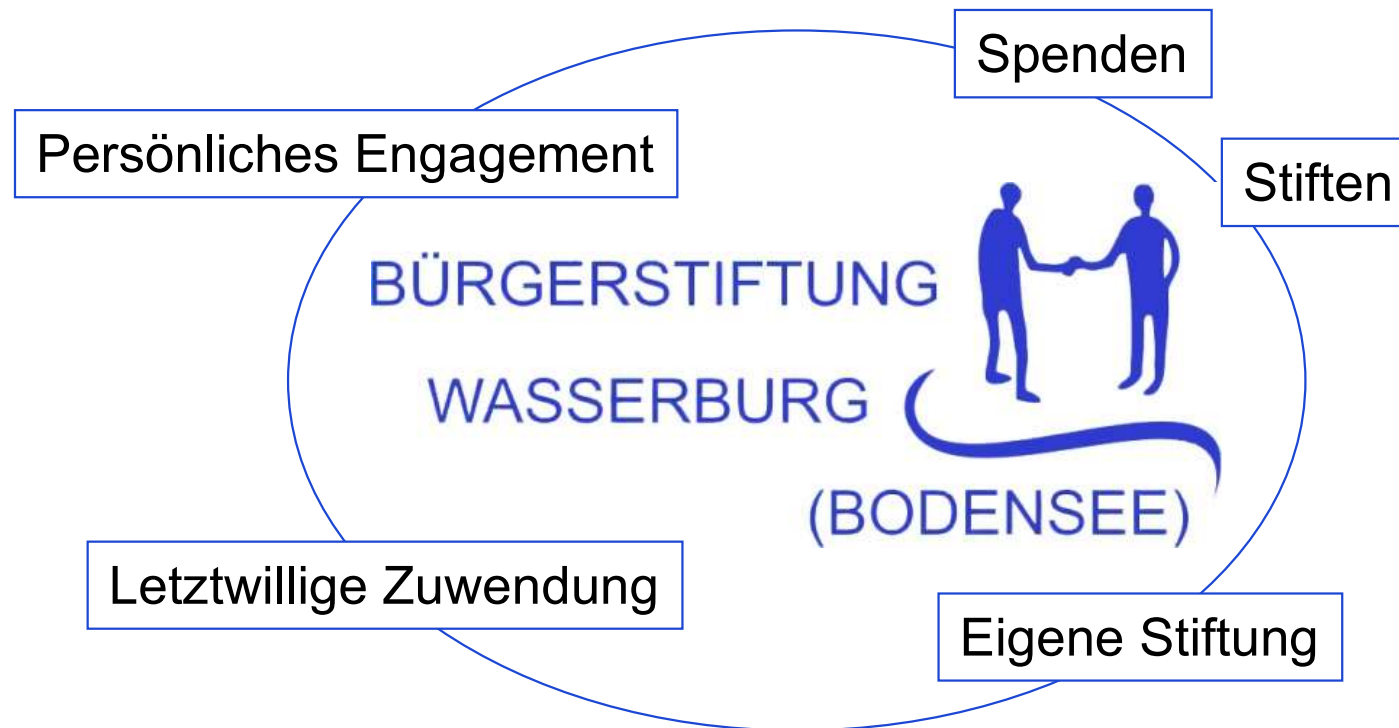 Spenden
Persönliches Engagement
Stiften
BÜRGERSTIFTUNG
WASSERBURG
(BODENSEE)
Letztwillige Zuwendung
Eigene Stiftung